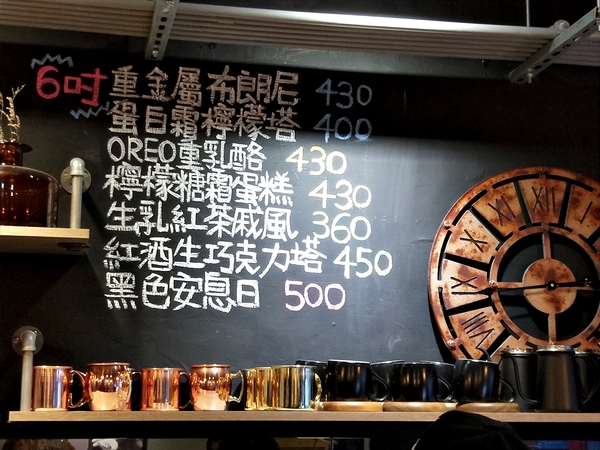 6吋重金屬布朗尼 430
蛋白霜檸檬塔 400
OREO重乳酪 430
檸檬糖霜蛋糕 430
生乳紅茶戚風 360
紅酒生巧克力塔 450
黑色安息日 500